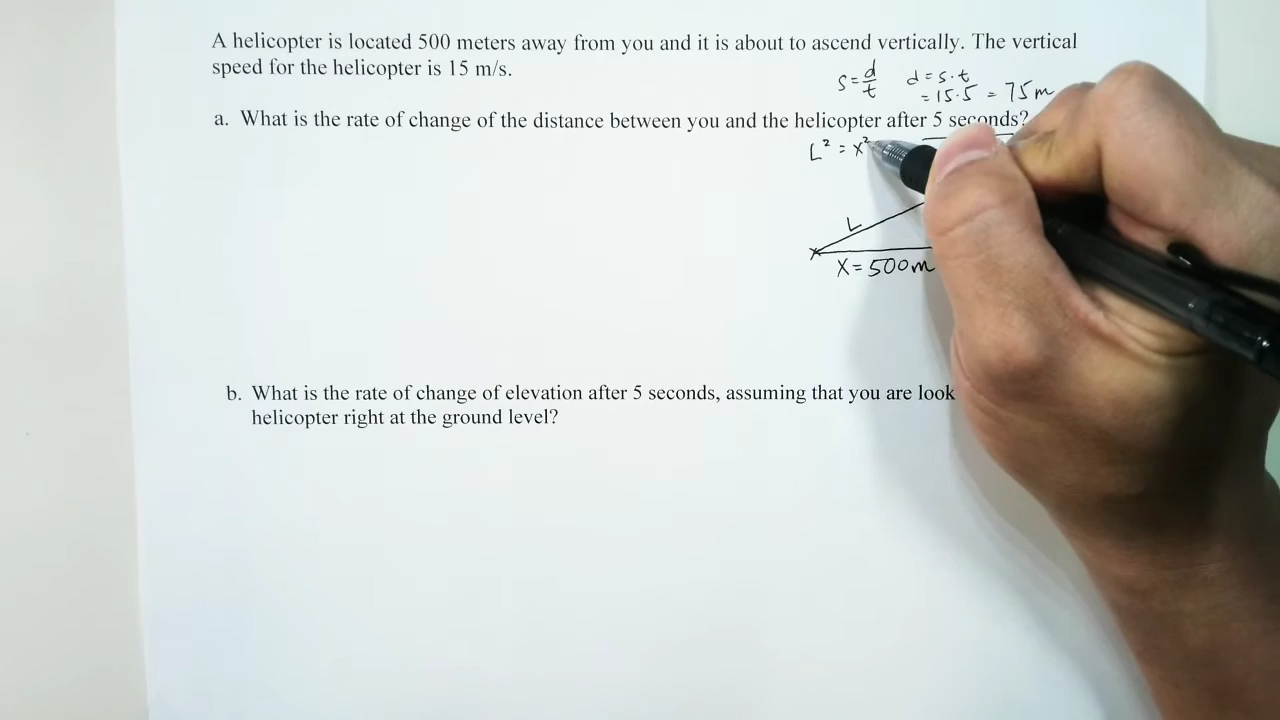 A helicopter is located 500 meters away from you and it is about to ascend vertically. The vertical
speed for the helicopter is 15 m/s.
S = d/t
d = s·t
= 15·5 = 75m
a. What is the rate of change of the distance between you and the helicopter after 5 seconds?
L² = x²
L
X = 500m
b. What is the rate of change of elevation after 5 seconds, assuming that you are look
helicopter right at the ground level?